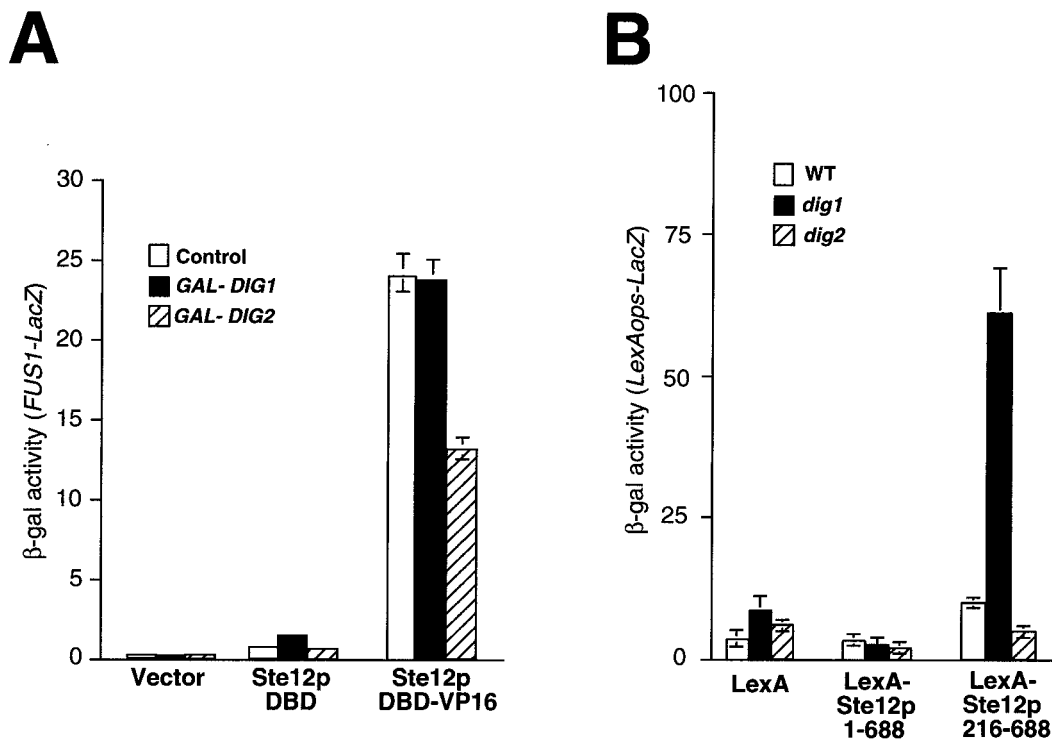 A
30
25
20
15
10
5
0
β-gal activity (FUS1-LacZ)
Control
GAL- DIG1
GAL- DIG2
Vector
Ste12p
DBD
Ste12p
DBD-VP16
B
100
75
50
25
0
β-gal activity (LexAops-LacZ)
WT
dig1
dig2
LexA
LexA-
Ste12p
1-688
LexA-
Ste12p
216-688